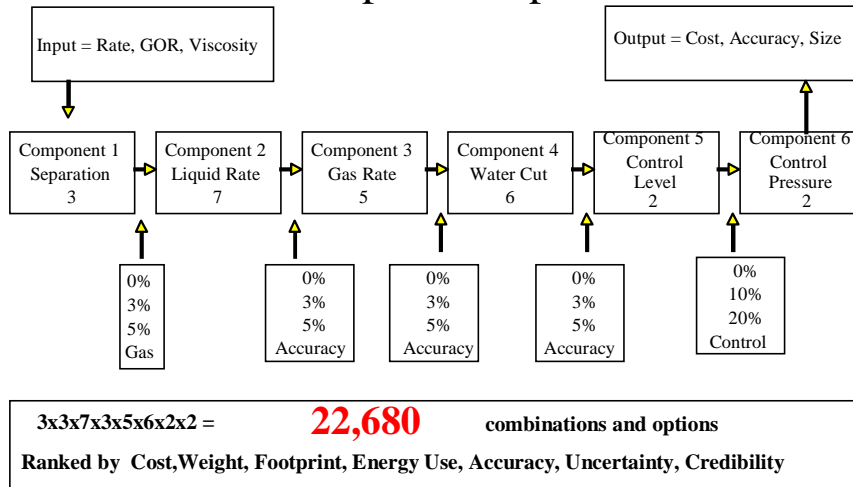 Input = Rate, GOR, Viscosity
Output = Cost, Accuracy, Size
Component 1
Separation
3
Component 2
Liquid Rate
7
Component 3
Gas Rate
5
Component 4
Water Cut
6
Component 5
Control
Level
2
Component 6
Control
Pressure
2
0%
3%
5%
Gas
0%
3%
5%
Accuracy
0%
3%
5%
Accuracy
0%
3%
5%
Accuracy
0%
10%
20%
Control
3x3x7x3x5x6x2x2 = 22,680 combinations and options
Ranked by Cost,Weight, Footprint, Energy Use, Accuracy, Uncertainty, Credibility